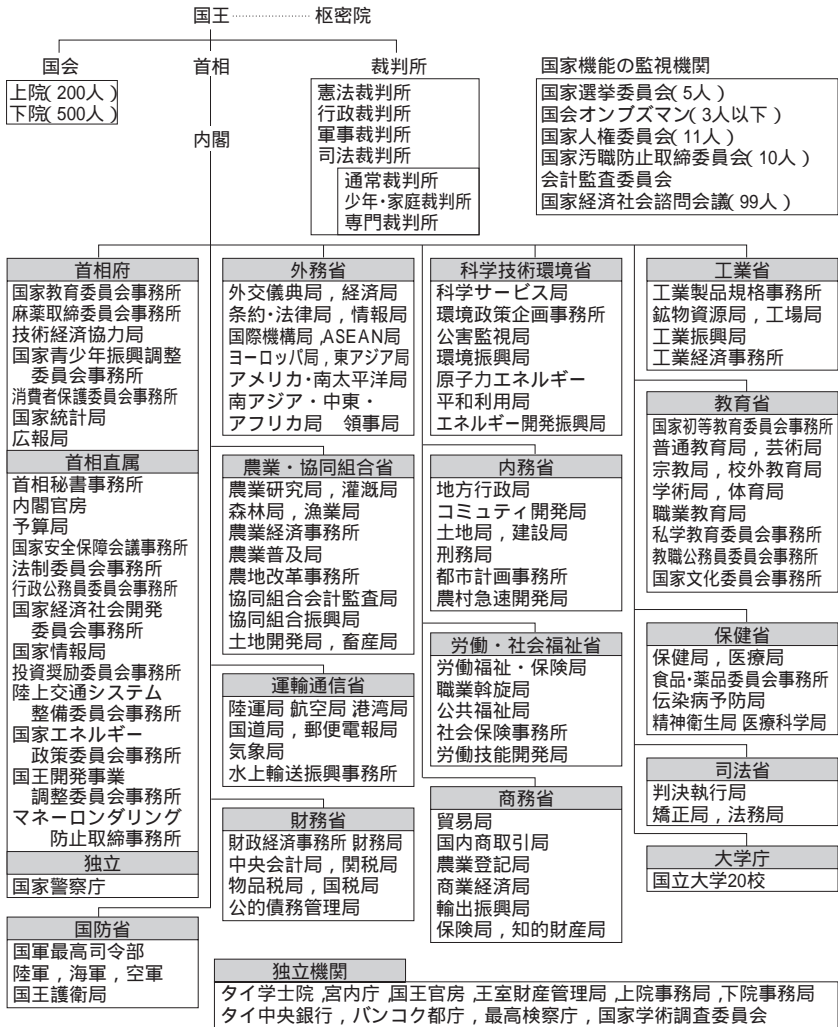 国王 枢密院
国会
上院(200人)
下院(500人)
首相
内閣
裁判所
憲法裁判所
行政裁判所
軍事裁判所
司法裁判所
通常裁判所
少年・家庭裁判所
専門裁判所
国家機能の監視機関
国家選挙委員会(5人)
国会オンブズマン(3人以下)
国家人権委員会(11人)
国家汚職防止取締委員会(10人)
会計監査委員会
国家経済社会諮問会議(99人)
首相府
国家教育委員会事務所
麻薬取締委員会事務所
技術経済協力局
国家青少年振興調整
委員会事務所
消費者保護委員会事務所
国家統計局
広報局
首相直属
首相秘書事務所
内閣官房
予算局
国家安全保障会議事務所
法制委員会事務所
行政公務員委員会事務所
国家経済社会開発
委員会事務所
国家情報局
投資奨励委員会事務所
陸上交通システム
整備委員会事務所
国家エネルギー
政策委員会事務所
国王開発事業
調整委員会事務所
マネーロンダリング
防止取締事務所
独立
国家警察庁
国防省
国軍最高司令部
陸軍,海軍,空軍
国王護衛局
外務省
外交儀典局,経済局
条約・法律局,情報局
国際機構局,ASEAN局
ヨーロッパ局,東アジア局
アメリカ・南太平洋局
南アジア・中東・
アフリカ局 領事局
農業・協同組合省
農業研究局,灌漑局
森林局,漁業局
農業経済事務所
農業普及局
農地改革事務所
協同組合会計監査局
協同組合振興局
土地開発局,畜産局
運輸通信省
陸運局,航空局,港湾局
国道局,郵便電報局
気象局
水上輸送振興事務所
財務省
財政経済事務所 財務局
中央会計局,関税局
物品税局,国税局
公的債務管理局
科学技術環境省
科学サービス局
環境政策企画事務所
公害監視局
環境振興局
原子力エネルギー
平和利用局
エネルギー開発振興局
内務省
地方行政局
コミュティ開発局
土地局,建設局
刑務局
都市計画事務所
農村急速開発局
労働・社会福祉省
労働福祉・保険局
職業斡旋局
公共福祉局
社会保険事務所
労働技能開発局
商務省
貿易局
国内商取引局
農業登記局
商業経済局
輸出振興局
保険局,知的財産局
工業省
工業製品規格事務所
鉱物資源局,工場局
工業振興局
工業経済事務所
教育省
国家初等教育委員会事務所
普通教育局,芸術局
宗教局,校外教育局
学術局,体育局
職業教育局
私学教育委員会事務所
教職公務員委員会事務所
国家文化委員会事務所
保健省
保健局,医療局
食品・薬品委員会事務所
伝染病予防局
精神衛生局 医療科学局
司法省
判決執行局
矯正局,法務局
大学庁
国立大学20校
独立機関
タイ学士院,宮内庁,国王官房,王室財産管理局,上院事務局,下院事務局
タイ中央銀行,バンコク都庁,最高検察庁,国家学術調査委員会